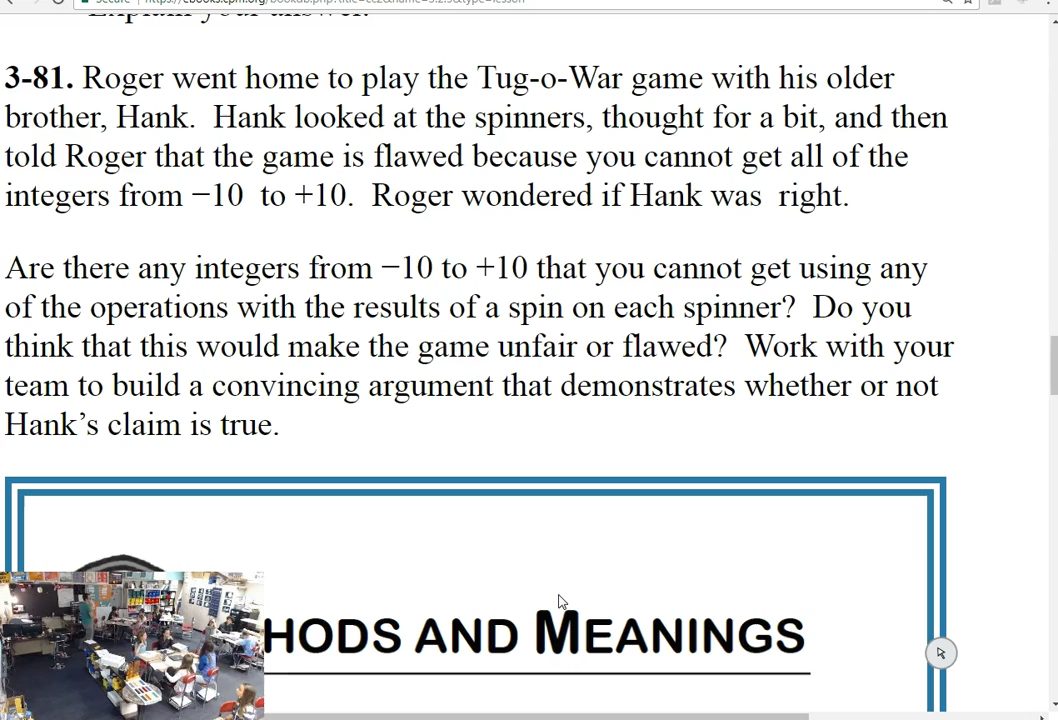 3-81. Roger went home to play the Tug-o-War game with his older
brother, Hank. Hank looked at the spinners, thought for a bit, and then
told Roger that the game is flawed because you cannot get all of the
integers from −10 to +10. Roger wondered if Hank was right.
Are there any integers from −10 to +10 that you cannot get using any
of the operations with the results of a spin on each spinner? Do you
think that this would make the game unfair or flawed? Work with your
team to build a convincing argument that demonstrates whether or not
Hank’s claim is true.
HODS AND MEANINGS